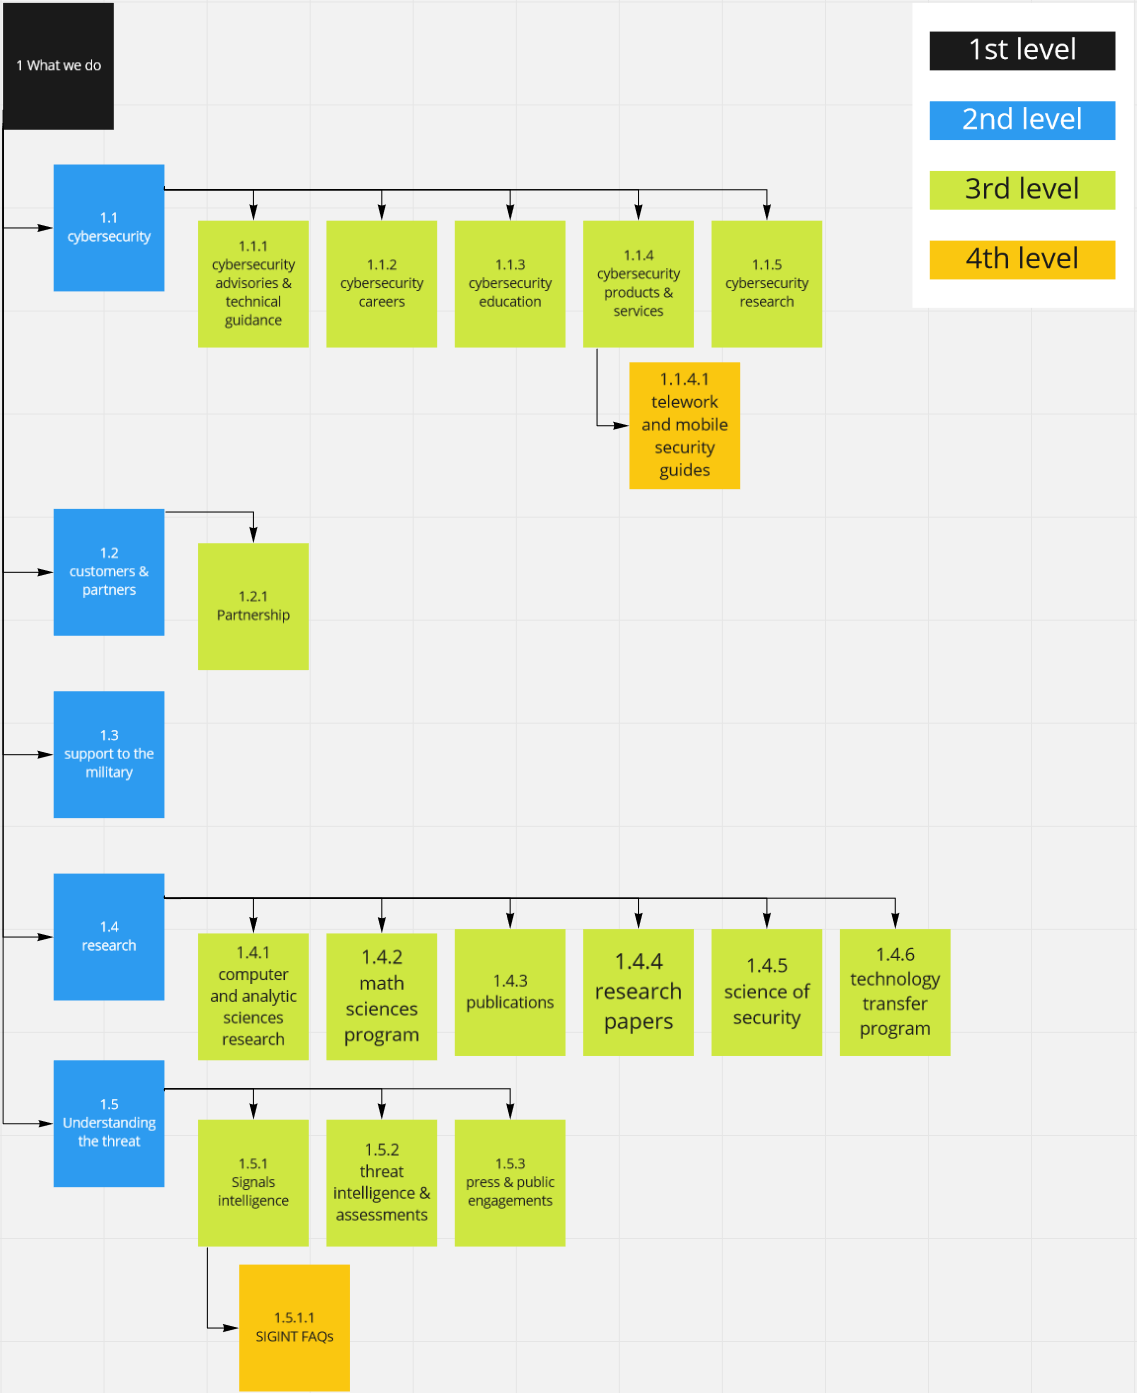 1 What we do
1st level
2nd level
3rd level
4th level
1.1
cybersecurity
1.1.1
cybersecurity
advisories &
technical
guidance
1.1.2
cybersecurity
careers
1.1.3
cybersecurity
education
1.1.4
cybersecurity
products &
services
1.1.5
cybersecurity
research
1.1.4.1
telework
and mobile
security
guides
1.2
customers &
partners
1.2.1
Partnership
1.3
support to the
military
1.4
research
1.4.1
computer
and analytic
sciences
research
1.4.2
math
sciences
program
1.4.3
publications
1.4.4
research
papers
1.4.5
science of
security
1.4.6
technology
transfer
program
1.5
Understanding
the threat
1.5.1
Signals
intelligence
1.5.2
threat
intelligence &
assessments
1.5.3
press & public
engagements
1.5.1.1
SIGINT FAQs